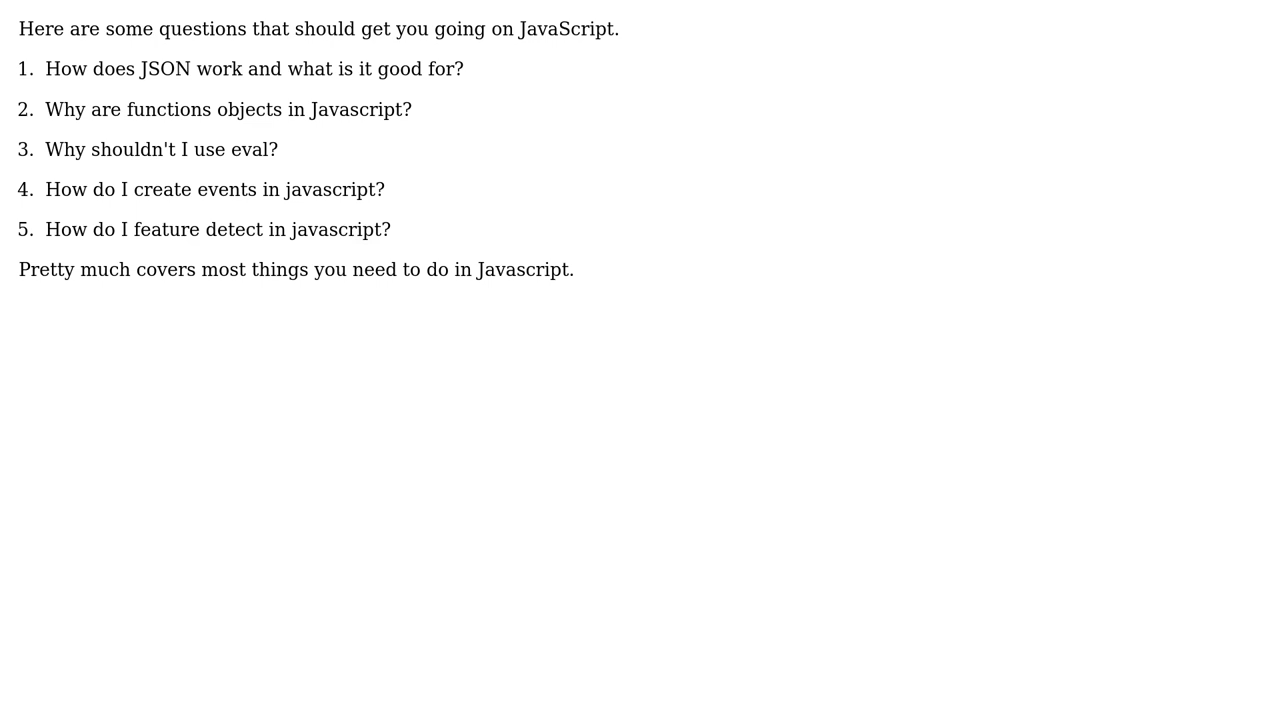 Here are some questions that should get you going on JavaScript.
1. How does JSON work and what is it good for?
2. Why are functions objects in Javascript?
3. Why shouldn't I use eval?
4. How do I create events in javascript?
5. How do I feature detect in javascript?
Pretty much covers most things you need to do in Javascript.